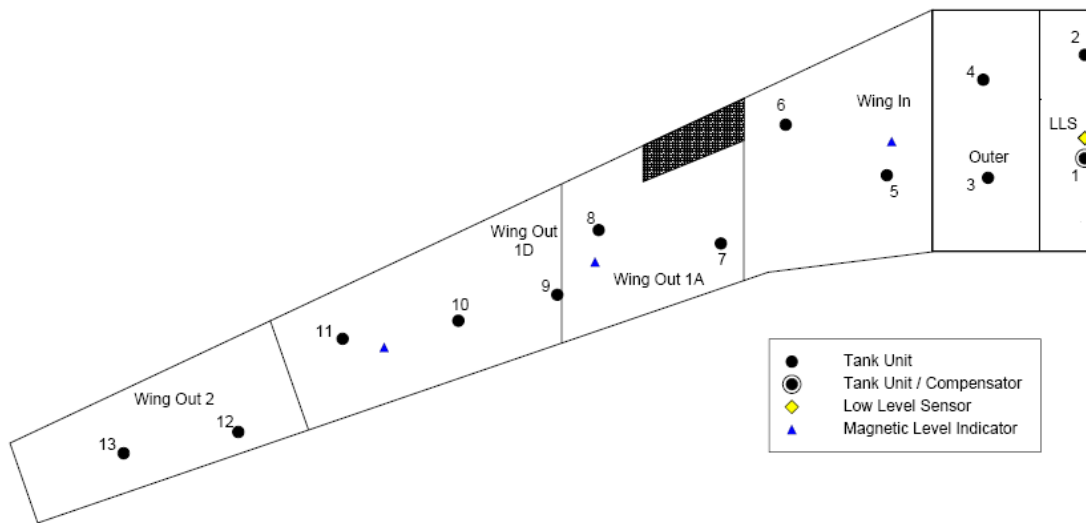 2
4
6
Wing In
LLS
Outer
1
5
3
8
Wing Out
1D
7
Wing Out 1A
9
10
11
Wing Out 2
12
13
Tank Unit
Tank Unit / Compensator
Low Level Sensor
Magnetic Level Indicator